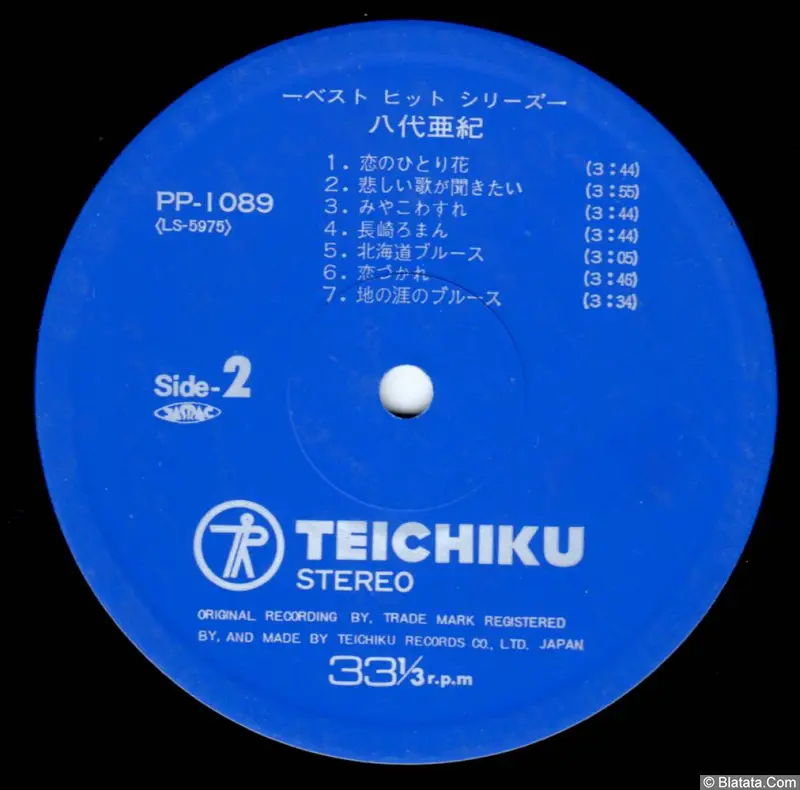 ーベスト ヒット シリーズー
八代亜紀
1. 恋のひとり花 (3:44)
2. 悲しい歌が聞きたい (3:55)
3. みやこわすれ (3:44)
4. 長崎ろまん (3:44)
5. 北海道ブルース (3:05)
6. 恋づかれ (3:46)
7. 地の涯のブルース (3:34)
PP-1089
〈LS-5975〉
Side-2
JASRAC
TEICHIKU
STEREO
ORIGINAL RECORDING BY, TRADE MARK REGISTERED
BY, AND MADE BY TEICHIKU RECORDS CO., LTD. JAPAN
33⅓r.p.m
© Blatata.Com